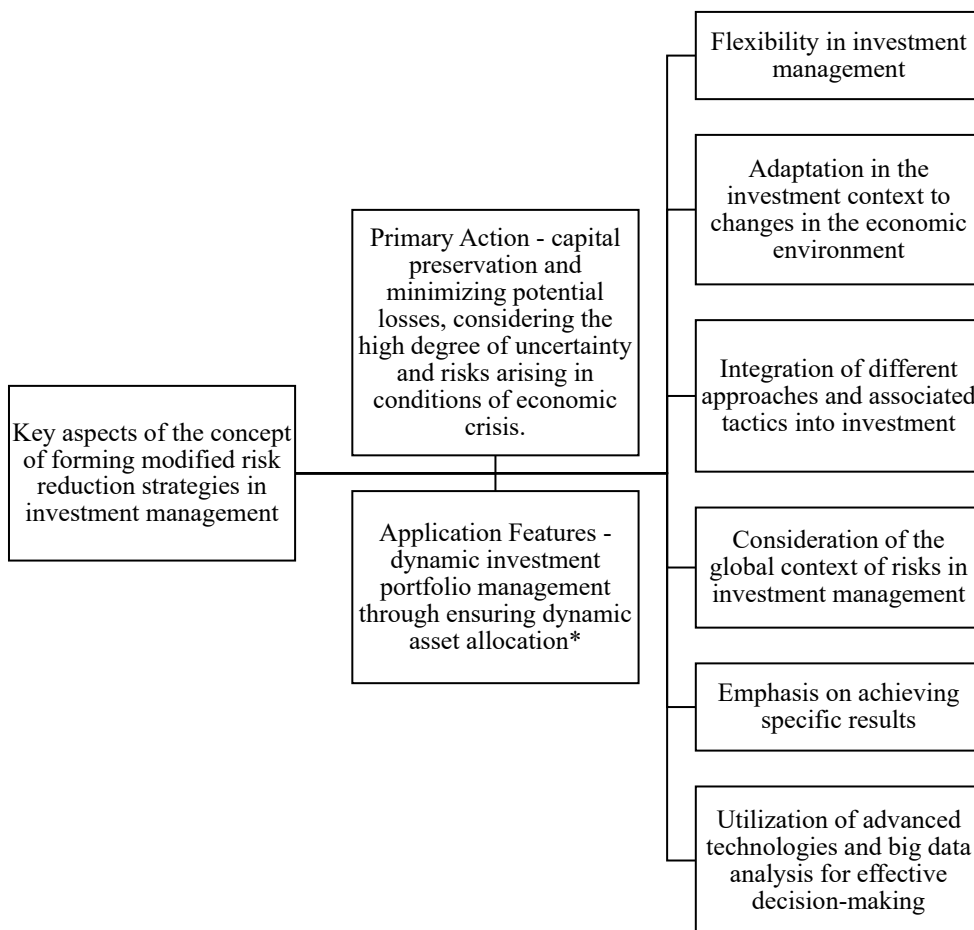 Key aspects of the concept
of forming modified risk
reduction strategies in
investment management
Primary Action - capital
preservation and
minimizing potential
losses, considering the
high degree of uncertainty
and risks arising in
conditions of economic
crisis.
Application Features -
dynamic investment
portfolio management
through ensuring dynamic
asset allocation*
Flexibility in investment
management
Adaptation in the
investment context to
changes in the economic
environment
Integration of different
approaches and associated
tactics into investment
Consideration of the
global context of risks in
investment management
Emphasis on achieving
specific results
Utilization of advanced
technologies and big data
analysis for effective
decision-making